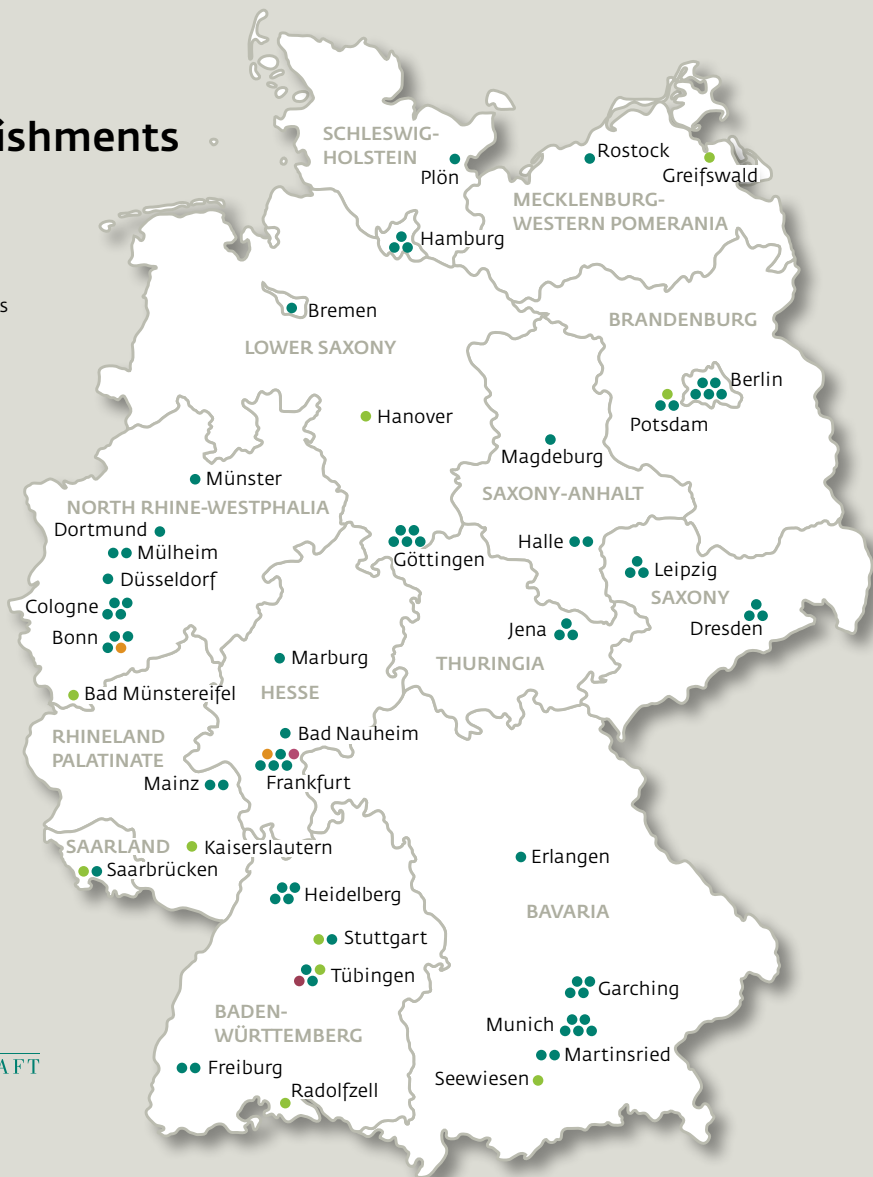 ishments
s
SCHLESWIG-
HOLSTEIN
Plön
Rostock
Greifswald
MECKLENBURG-
WESTERN POMERANIA
Hamburg
Bremen
LOWER SAXONY
BRANDENBURG
Berlin
Potsdam
Hanover
Magdeburg
SAXONY-ANHALT
Münster
NORTH RHINE-WESTPHALIA
Dortmund
Mülheim
Düsseldorf
Cologne
Bonn
Göttingen
Halle
Leipzig
SAXONY
Dresden
Jena
THURINGIA
Marburg
HESSE
Bad Münstereifel
RHINELAND
PALATINATE
Bad Nauheim
Frankfurt
Mainz
SAARLAND
Kaiserslautern
Saarbrücken
Erlangen
Heidelberg
BAVARIA
Stuttgart
Tübingen
Garching
BADEN-
WÜRTTEMBERG
Munich
Martinsried
AFT
Freiburg
Seewiesen
Radolfzell